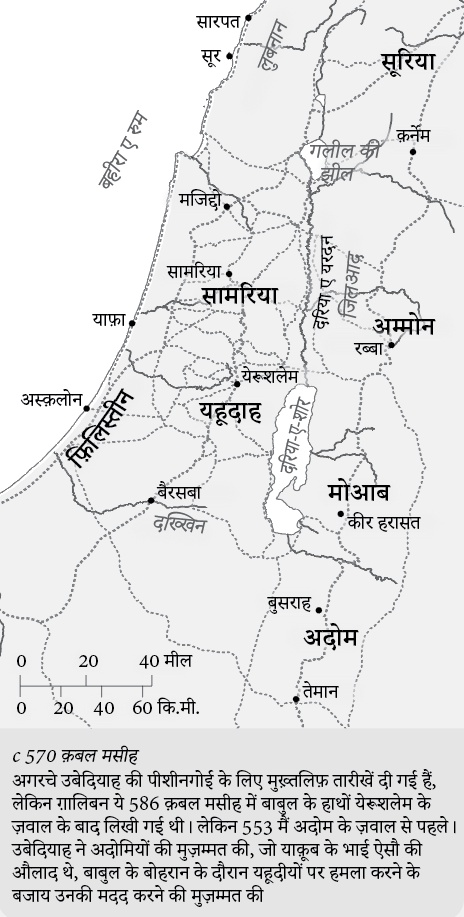 सारपत
लुबनान
सूर
सूरिया
बहीरा ए रुम
क़र्नेम
गलील की
झील
मजिद्दो
दरिया ए यरदन
जिलआद
सामरिया
सामरिया
याफ़ा
अम्मोन
रब्बा
येरूशलेम
अस्क़लोन
यहूदाह
फ़िलिस्तीन
दरिया-ए-शोर
बैरसबा
मोआब
दख्खिन
कीर हरासत
बुसराह
अदोम
0 20 40 मील
तेमान
0 20 40 60 कि.मी.
c 570 क़बल मसीह
अगरचे उबेदियाह की पीशीनगोई के लिए मुख़्तलिफ़ तारीखें दी गई हैं,
लेकिन ग़ालिबन ये 586 क़बल मसीह में बाबुल के हाथों येरूशलेम के
ज़वाल के बाद लिखी गई थी। लेकिन 553 मैं अदोम के ज़वाल से पहले।
उबेदियाह ने अदोमियों की मुज़म्मत की, जो याक़ूब के भाई ऐसौ की
औलाद थे, बाबुल के बोहरान के दौरान यहूदीयों पर हमला करने के
बजाय उनकी मदद करने की मुज़म्मत की